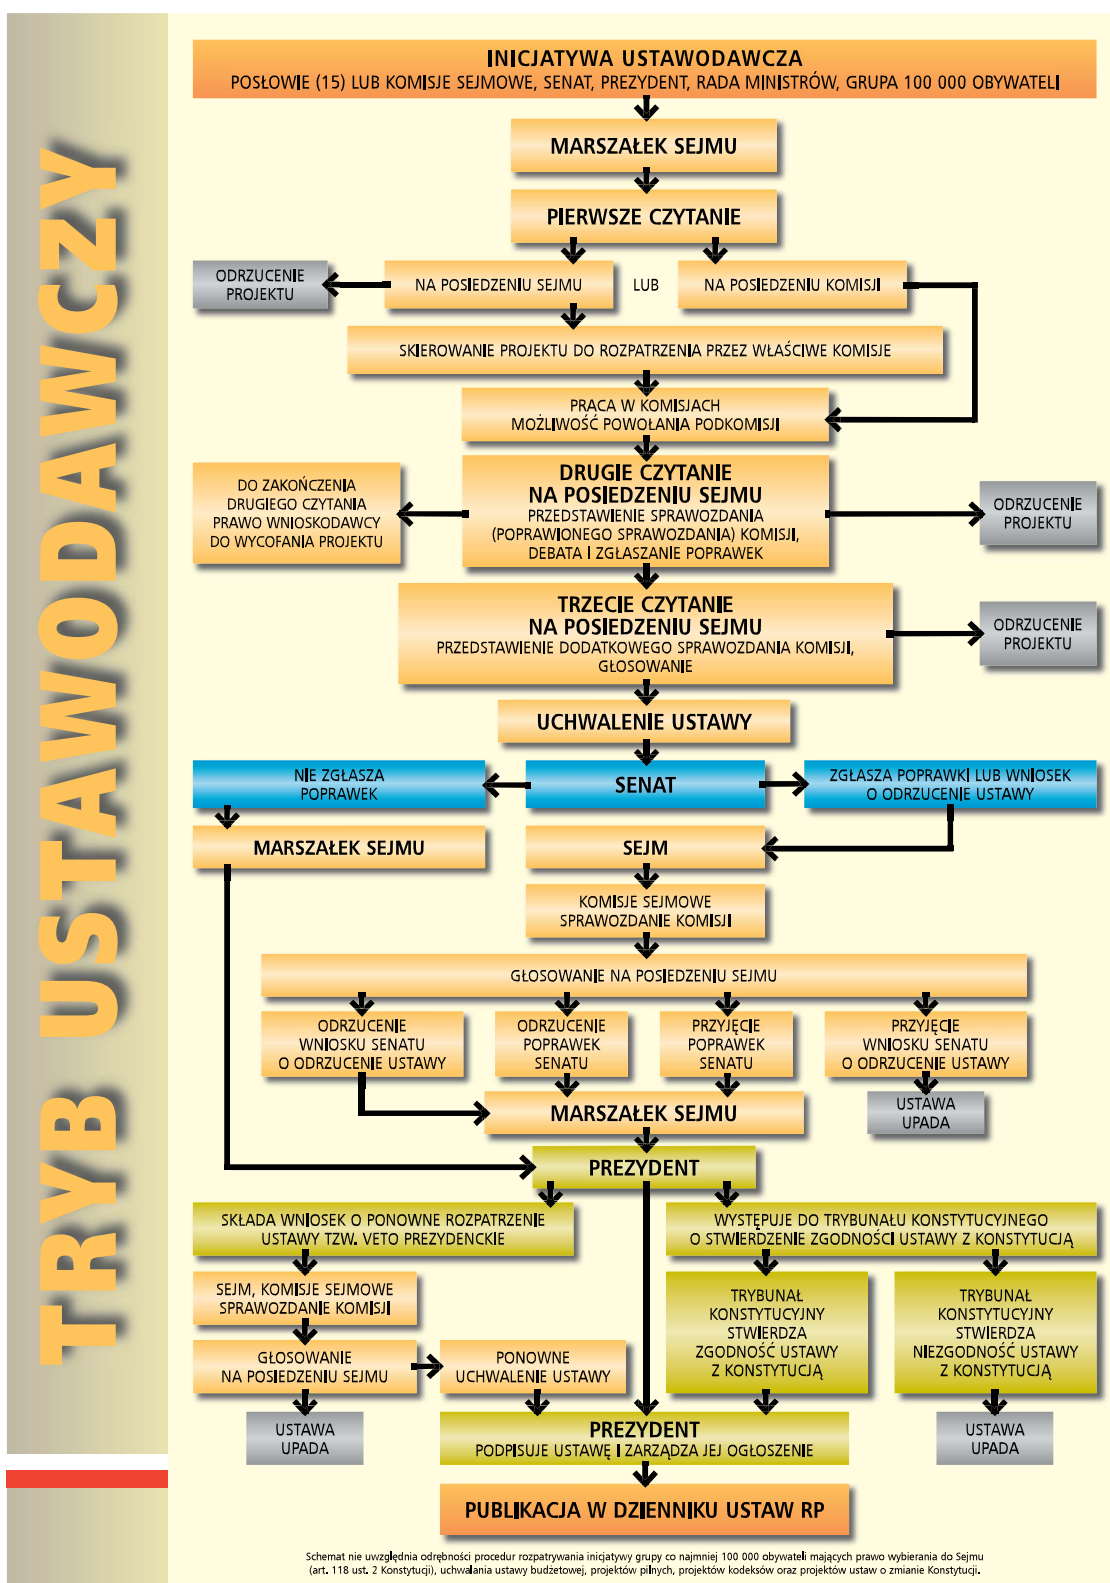 TRYB USTAWODAWCZY
INICJATYWA USTAWODAWCZA
POSŁOWIE (15) LUB KOMISJE SEJMOWE, SENAT, PREZYDENT, RADA MINISTRÓW, GRUPA 100 000 OBYWATELI
MARSZAŁEK SEJMU
PIERWSZE CZYTANIE
ODRZUCENIE
PROJEKTU
NA POSIEDZENIU SEJMU
LUB
NA POSIEDZENIU KOMISJI
SKIEROWANIE PROJEKTU DO ROZPATRZENIA PRZEZ WŁAŚCIWE KOMISJE
PRACA W KOMISJACH
MOŻLIWOŚĆ POWOŁANIA PODKOMISJI
DO ZAKOŃCZENIA
DRUGIEGO CZYTANIA
PRAWO WNIOSKODAWCY
DO WYCOFANIA PROJEKTU
DRUGIE CZYTANIE
NA POSIEDZENIU SEJMU
PRZEDSTAWIENIE SPRAWOZDANIA
(POPRAWIONEGO SPRAWOZDANIA) KOMISJI,
DEBATA I ZGŁASZANIE POPRAWEK
ODRZUCENIE
PROJEKTU
TRZECIE CZYTANIE
NA POSIEDZENIU SEJMU
PRZEDSTAWIENIE DODATKOWEGO SPRAWOZDANIA KOMISJI,
GŁOSOWANIE
ODRZUCENIE
PROJEKTU
UCHWALENIE USTAWY
NIE ZGŁASZA
POPRAWEK
SENAT
ZGŁASZA POPRAWKI LUB WNIOSEK
O ODRZUCENIE USTAWY
MARSZAŁEK SEJMU
SEJM
KOMISJE SEJMOWE
SPRAWOZDANIE KOMISJI
GŁOSOWANIE NA POSIEDZENIU SEJMU
ODRZUCENIE
WNIOSKU SENATU
O ODRZUCENIE USTAWY
ODRZUCENIE
POPRAWEK
SENATU
PRZYJĘCIE
POPRAWEK
SENATU
PRZYJĘCIE
WNIOSKU SENATU
O ODRZUCENIE USTAWY
MARSZAŁEK SEJMU
USTAWA
UPADA
PREZYDENT
SKŁADA WNIOSEK O PONOWNE ROZPATRZENIE
USTAWY TZW. VETO PREZYDENCKIE
WYSTĘPUJE DO TRYBUNAŁU KONSTYTUCYJNEGO
O STWIERDZENIE ZGODNOŚCI USTAWY Z KONSTYTUCJĄ
SEJM, KOMISJE SEJMOWE
SPRAWOZDANIE KOMISJI
TRYBUNAŁ
KONSTYTUCYJNY
STWIERDZA
ZGODNOŚĆ USTAWY
Z KONSTYTUCJĄ
TRYBUNAŁ
KONSTYTUCYJNY
STWIERDZA
NIEZGODNOŚĆ USTAWY
Z KONSTYTUCJĄ
GŁOSOWANIE
NA POSIEDZENIU SEJMU
PONOWNE
UCHWALENIE USTAWY
USTAWA
UPADA
PREZYDENT
PODPISUJE USTAWĘ I ZARZĄDZA JEJ OGŁOSZENIE
USTAWA
UPADA
PUBLIKACJA W DZIENNIKU USTAW RP
Schemat nie uwzględnia odrębności procedur rozpatrywania inicjatywy grupy co najmniej 100 000 obywateli mających prawo wybierania do Sejmu
(art. 118 ust. 2 Konstytucji), uchwalania ustawy budżetowej, projektów pilnych, projektów kodeksów oraz projektów ustaw o zmianie Konstytucji.